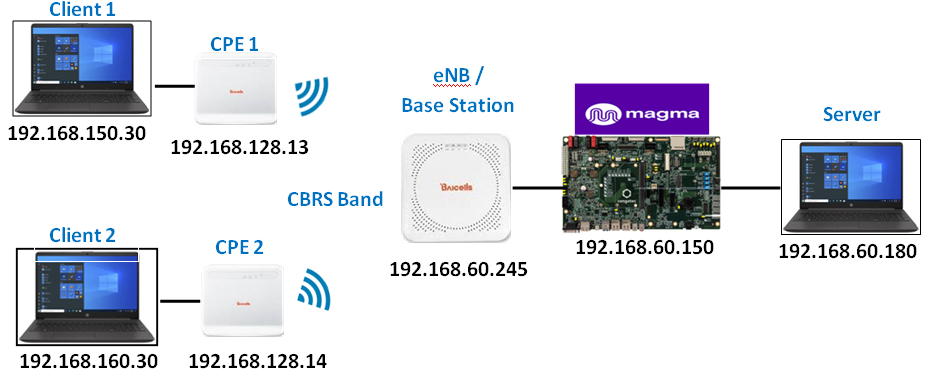 Client 1
CPE 1
Baicells
192.168.150.30
192.168.128.13
eNB /
Base Station
magma
Server
CBRS Band
Baicells
192.168.60.245
192.168.60.150
192.168.60.180
Client 2
CPE 2
Baicells
192.168.160.30
192.168.128.14